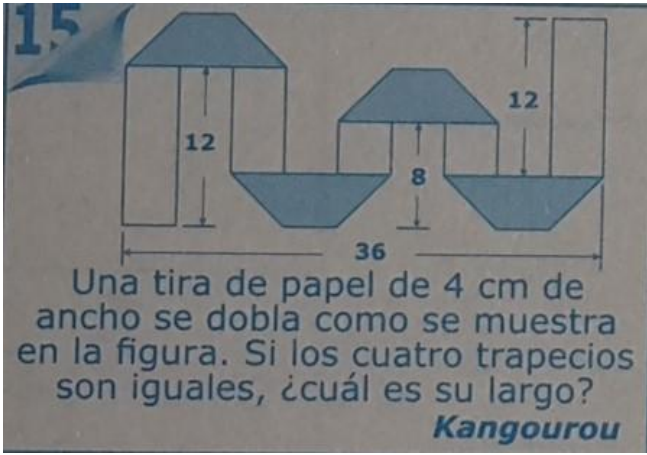 15
12
12
8
36
Una tira de papel de 4 cm de
ancho se dobla como se muestra
en la figura. Si los cuatro trapecios
son iguales, ¿cuál es su largo?
Kangourou